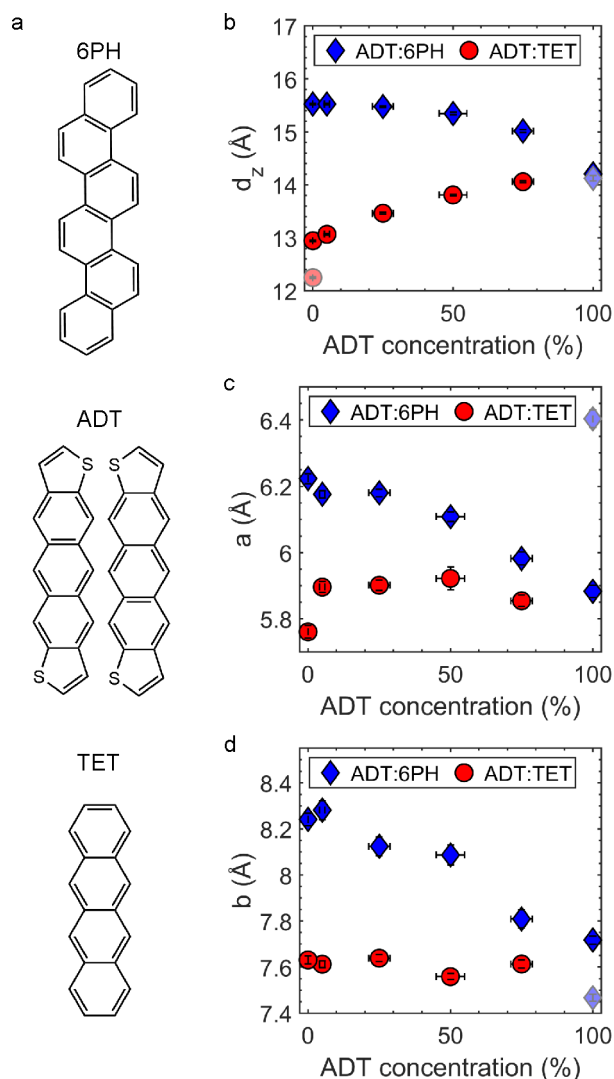 a
6PH
ADT
S
S
S
S
TET
b
ADT:6PH ADT:TET
17
16
15
14
13
12
d_z (Å)
0 50 100
ADT concentration (%)
c
ADT:6PH ADT:TET
6.4
6.2
6
5.8
a (Å)
0 50 100
ADT concentration (%)
d
ADT:6PH ADT:TET
8.4
8.2
8
7.8
7.6
7.4
b (Å)
0 50 100
ADT concentration (%)